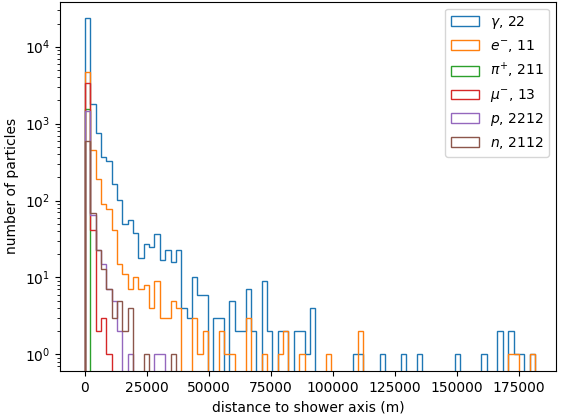 γ, 22
e⁻, 11
π⁺, 211
μ⁻, 13
p, 2212
n, 2112
number of particles
10⁴
10³
10²
10¹
10⁰
0 25000 50000 75000 100000 125000 150000 175000
distance to shower axis (m)